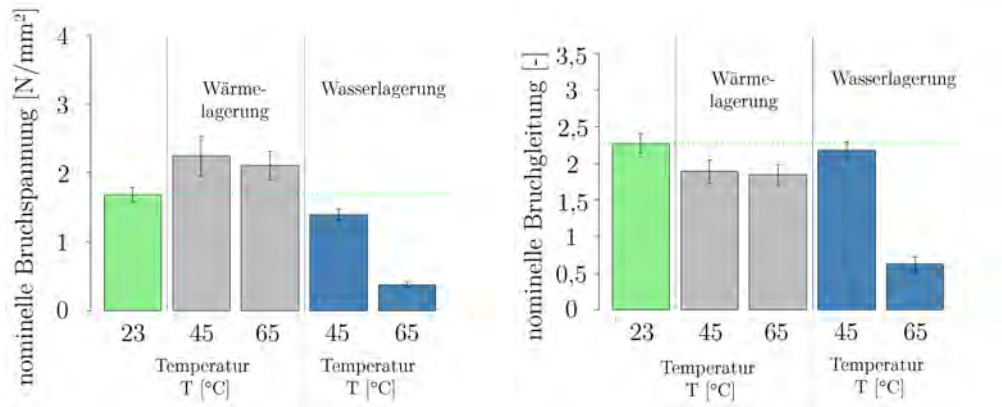 nominelle Bruchspannung [N/mm²]
4
3
2
1
0
Wärme-
lagerung
Wasserlagerung
23
45
65
45
65
Temperatur
T [°C]
Temperatur
T [°C]
nominelle Bruchgleitung [-]
3,5
3
2,5
2
1,5
1
0,5
0
Wärme-
lagerung
Wasserlagerung
23
45
65
45
65
Temperatur
T [°C]
Temperatur
T [°C]